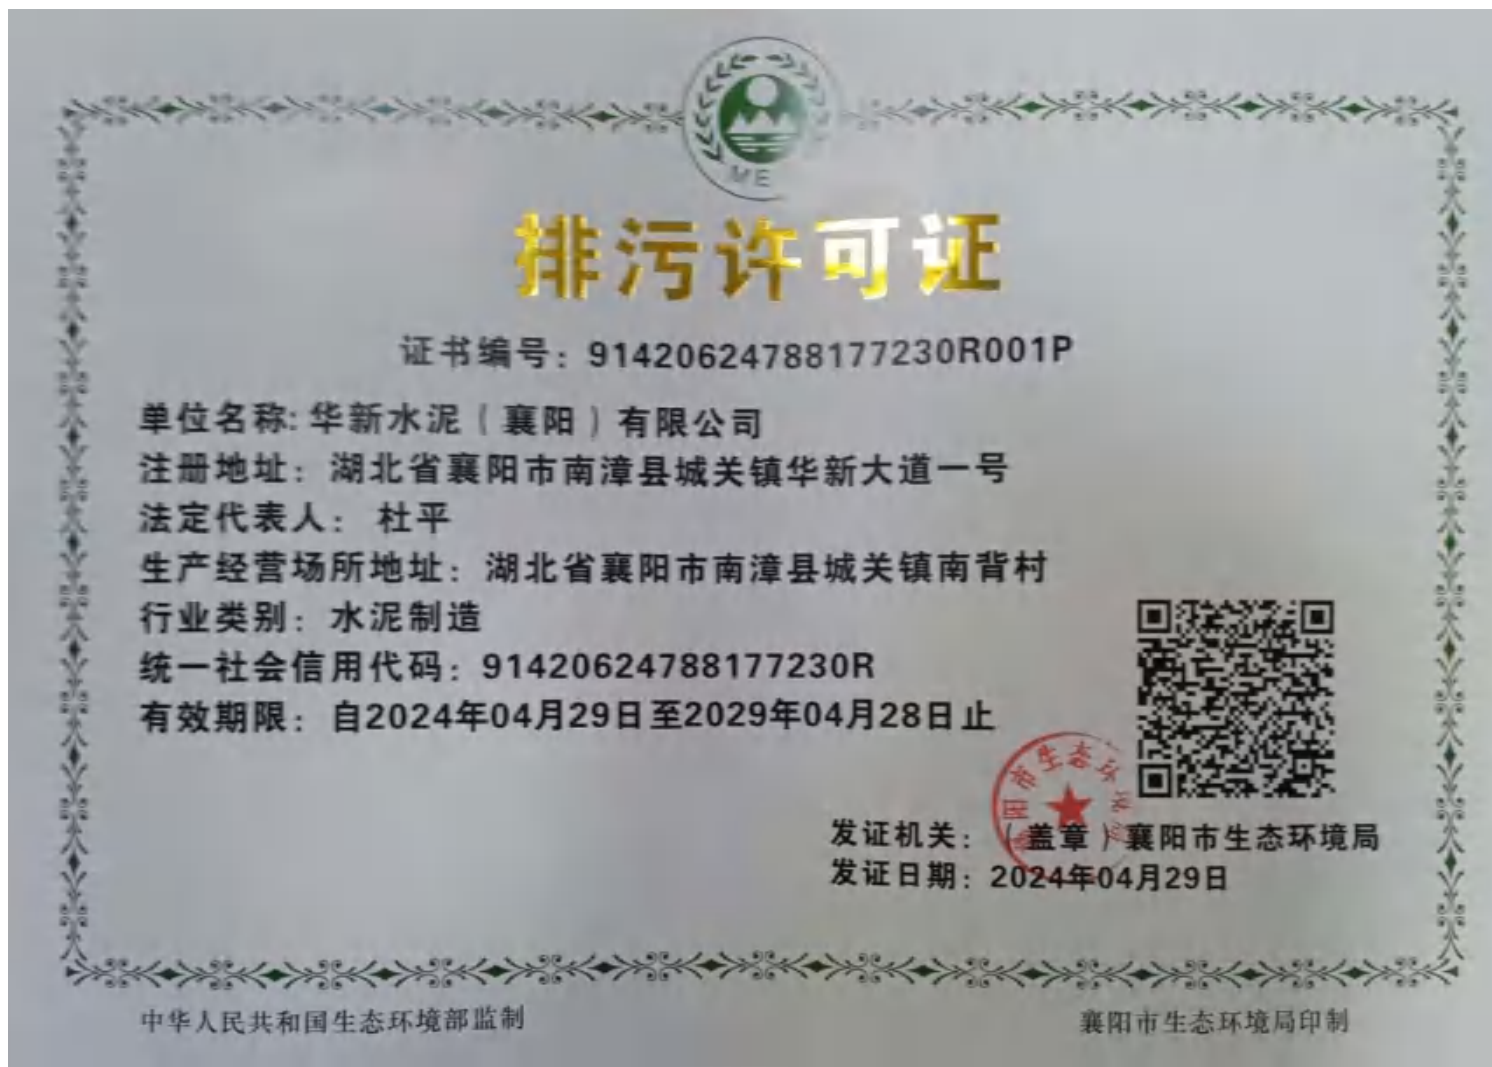 ME
排污许可证
证书编号：91420624788177230R001P
单位名称:华新水泥（襄阳）有限公司
注册地址：湖北省襄阳市南漳县城关镇华新大道一号
法定代表人：杜平
生产经营场所地址：湖北省襄阳市南漳县城关镇南背村
行业类别：水泥制造
统一社会信用代码：91420624788177230R
有效期限：自2024年04月29日至2029年04月28日止
阳市生态环境
发证机关：（盖章）襄阳市生态环境局
发证日期：2024年04月29日
中华人民共和国生态环境部监制
襄阳市生态环境局印制